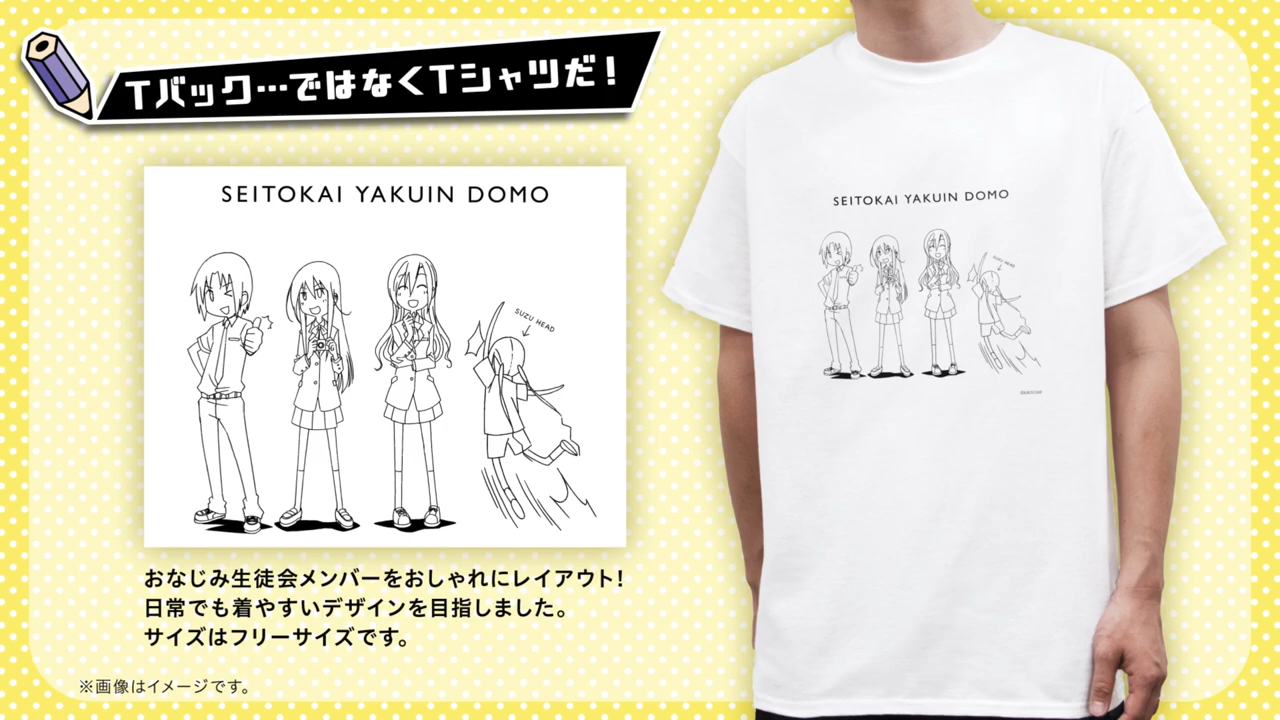 Tバック…ではなくTシャツだ!
SEITOKAI YAKUIN DOMO
SUZU HEAD
おなじみ生徒会メンバーをおしゃれにレイアウト!
日常でも着やすいデザインを目指しました。
サイズはフリーサイズです。
※画像はイメージです。
SEITOKAI YAKUIN DOMO
SUZU HEAD